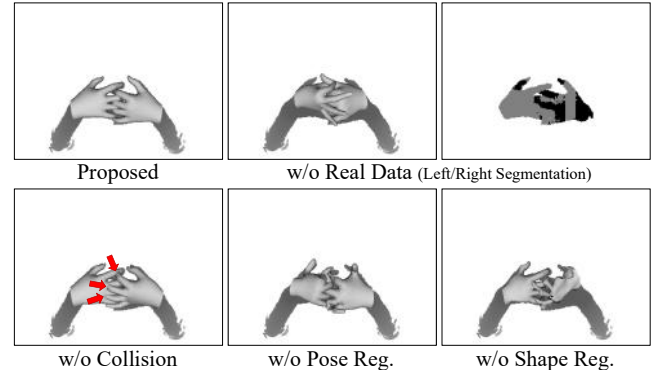 Proposed
w/o Real Data (Left/Right Segmentation)
w/o Collision
w/o Pose Reg.
w/o Shape Reg.